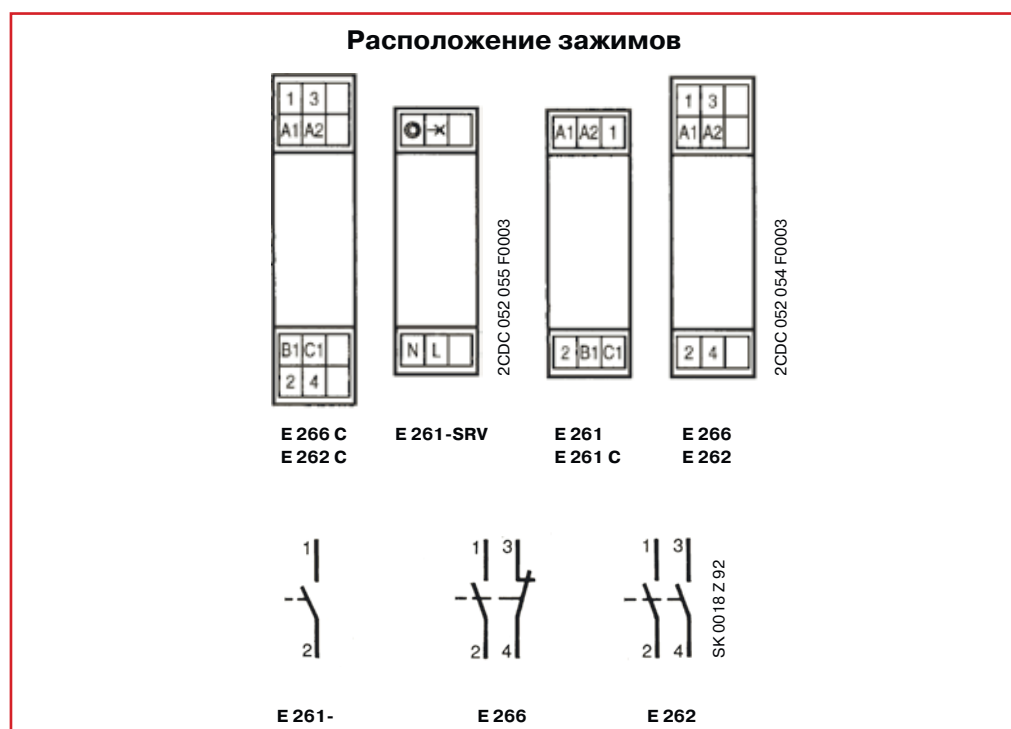 Расположение зажимов
1 3
A1 A2
B1 C1
2 4
E 266 C
E 262 C
N L
E 261-SRV
2CDC 052 055 F0003
A1 A2 1
2 B1 C1
E 261
E 261 C
1 3
A1 A2
2 4
E 266
E 262
2CDC 052 054 F0003
1
2
E 261-
1 3
2 4
E 266
1 3
2 4
E 262
SK 0018 Z 92